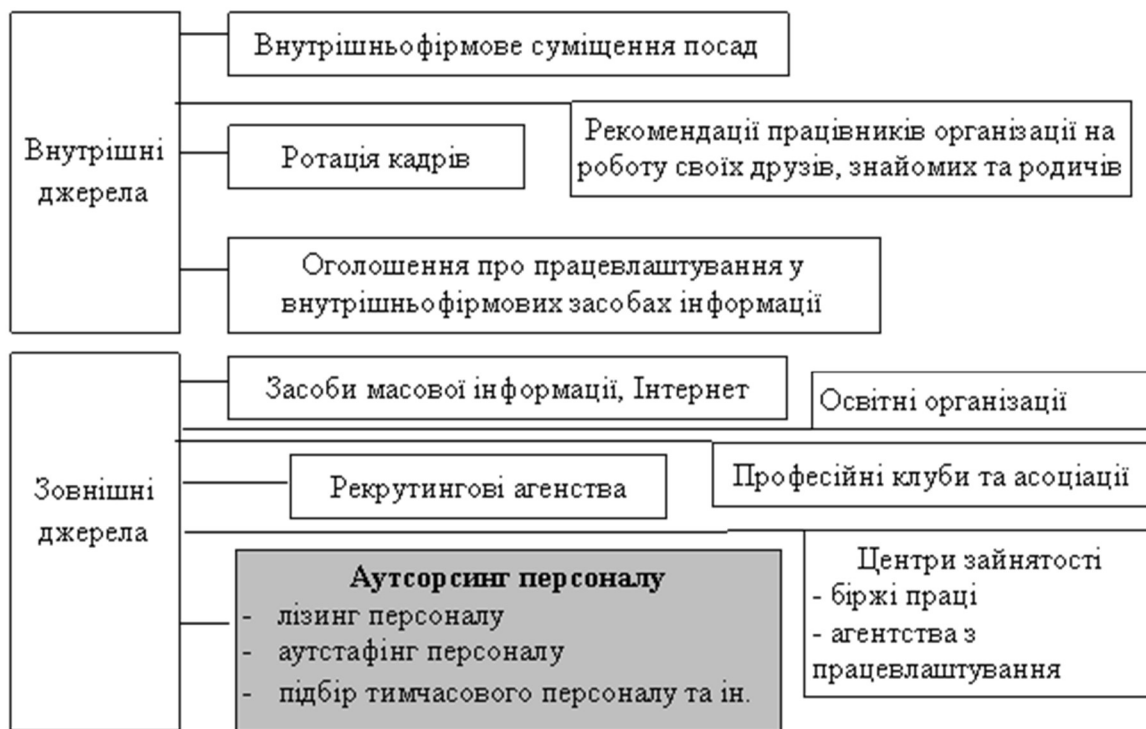 Внутрішні
джерела
Внутрішньофірмове суміщення посад
Рекомендації працівників організації на
роботу своїх друзів, знайомих та родичів
Ротація кадрів
Оголошення про працевлаштування у
внутрішньофірмових засобах інформації
Зовнішні
джерела
Засоби масової інформації, Інтернет
Освітні організації
Рекрутингові агенства
Професійні клуби та асоціації
Аутсорсинг персоналу
- лізинг персоналу
- аутстафінг персоналу
- підбір тимчасового персоналу та ін.
Центри зайнятості
- біржі праці
- агентства з
працевлаштування